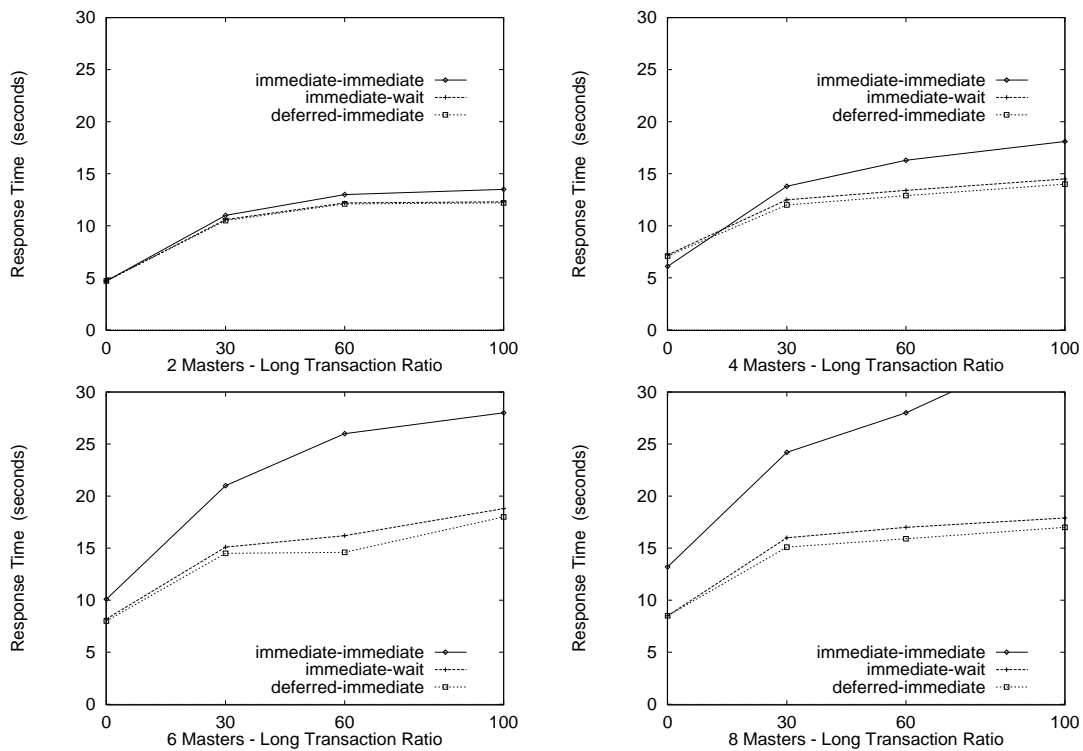 30
25
20
15
10
5
0
Response Time (seconds)
immediate-immediate
immediate-wait
deferred-immediate
0 30 60 100
2 Masters - Long Transaction Ratio
30
25
20
15
10
5
0
Response Time (seconds)
immediate-immediate
immediate-wait
deferred-immediate
0 30 60 100
4 Masters - Long Transaction Ratio
30
25
20
15
10
5
0
Response Time (seconds)
immediate-immediate
immediate-wait
deferred-immediate
0 30 60 100
6 Masters - Long Transaction Ratio
30
25
20
15
10
5
0
Response Time (seconds)
immediate-immediate
immediate-wait
deferred-immediate
0 30 60 100
8 Masters - Long Transaction Ratio